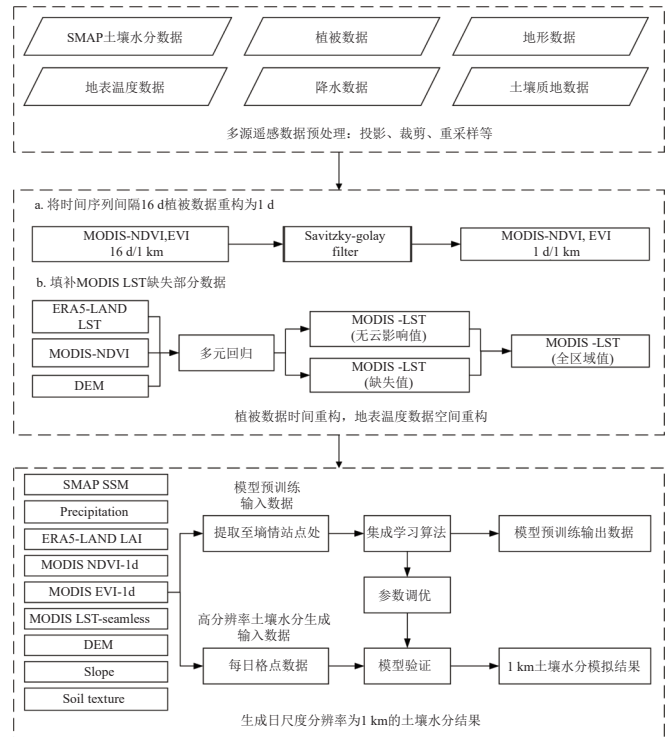 SMAP土壤水分数据
植被数据
地形数据
地表温度数据
降水数据
土壤质地数据
多源遥感数据预处理：投影、裁剪、重采样等
a. 将时间序列间隔16 d植被数据重构为1 d
MODIS-NDVI,EVI
16 d/1 km
Savitzky-golay
filter
MODIS-NDVI, EVI
1 d/1 km
b. 填补MODIS LST缺失部分数据
ERA5-LAND
LST
MODIS-NDVI
DEM
多元回归
MODIS -LST
(无云影响值)
MODIS -LST
(缺失值)
MODIS -LST
(全区域值)
植被数据时间重构，地表温度数据空间重构
SMAP SSM
Precipitation
ERA5-LAND LAI
MODIS NDVI-1d
MODIS EVI-1d
MODIS LST-seamless
DEM
Slope
Soil texture
模型预训练
输入数据
提取至墒情站点处
集成学习算法
模型预训练输出数据
参数调优
高分辨率土壤水分生成
输入数据
每日格点数据
模型验证
1 km土壤水分模拟结果
生成日尺度分辨率为1 km的土壤水分结果